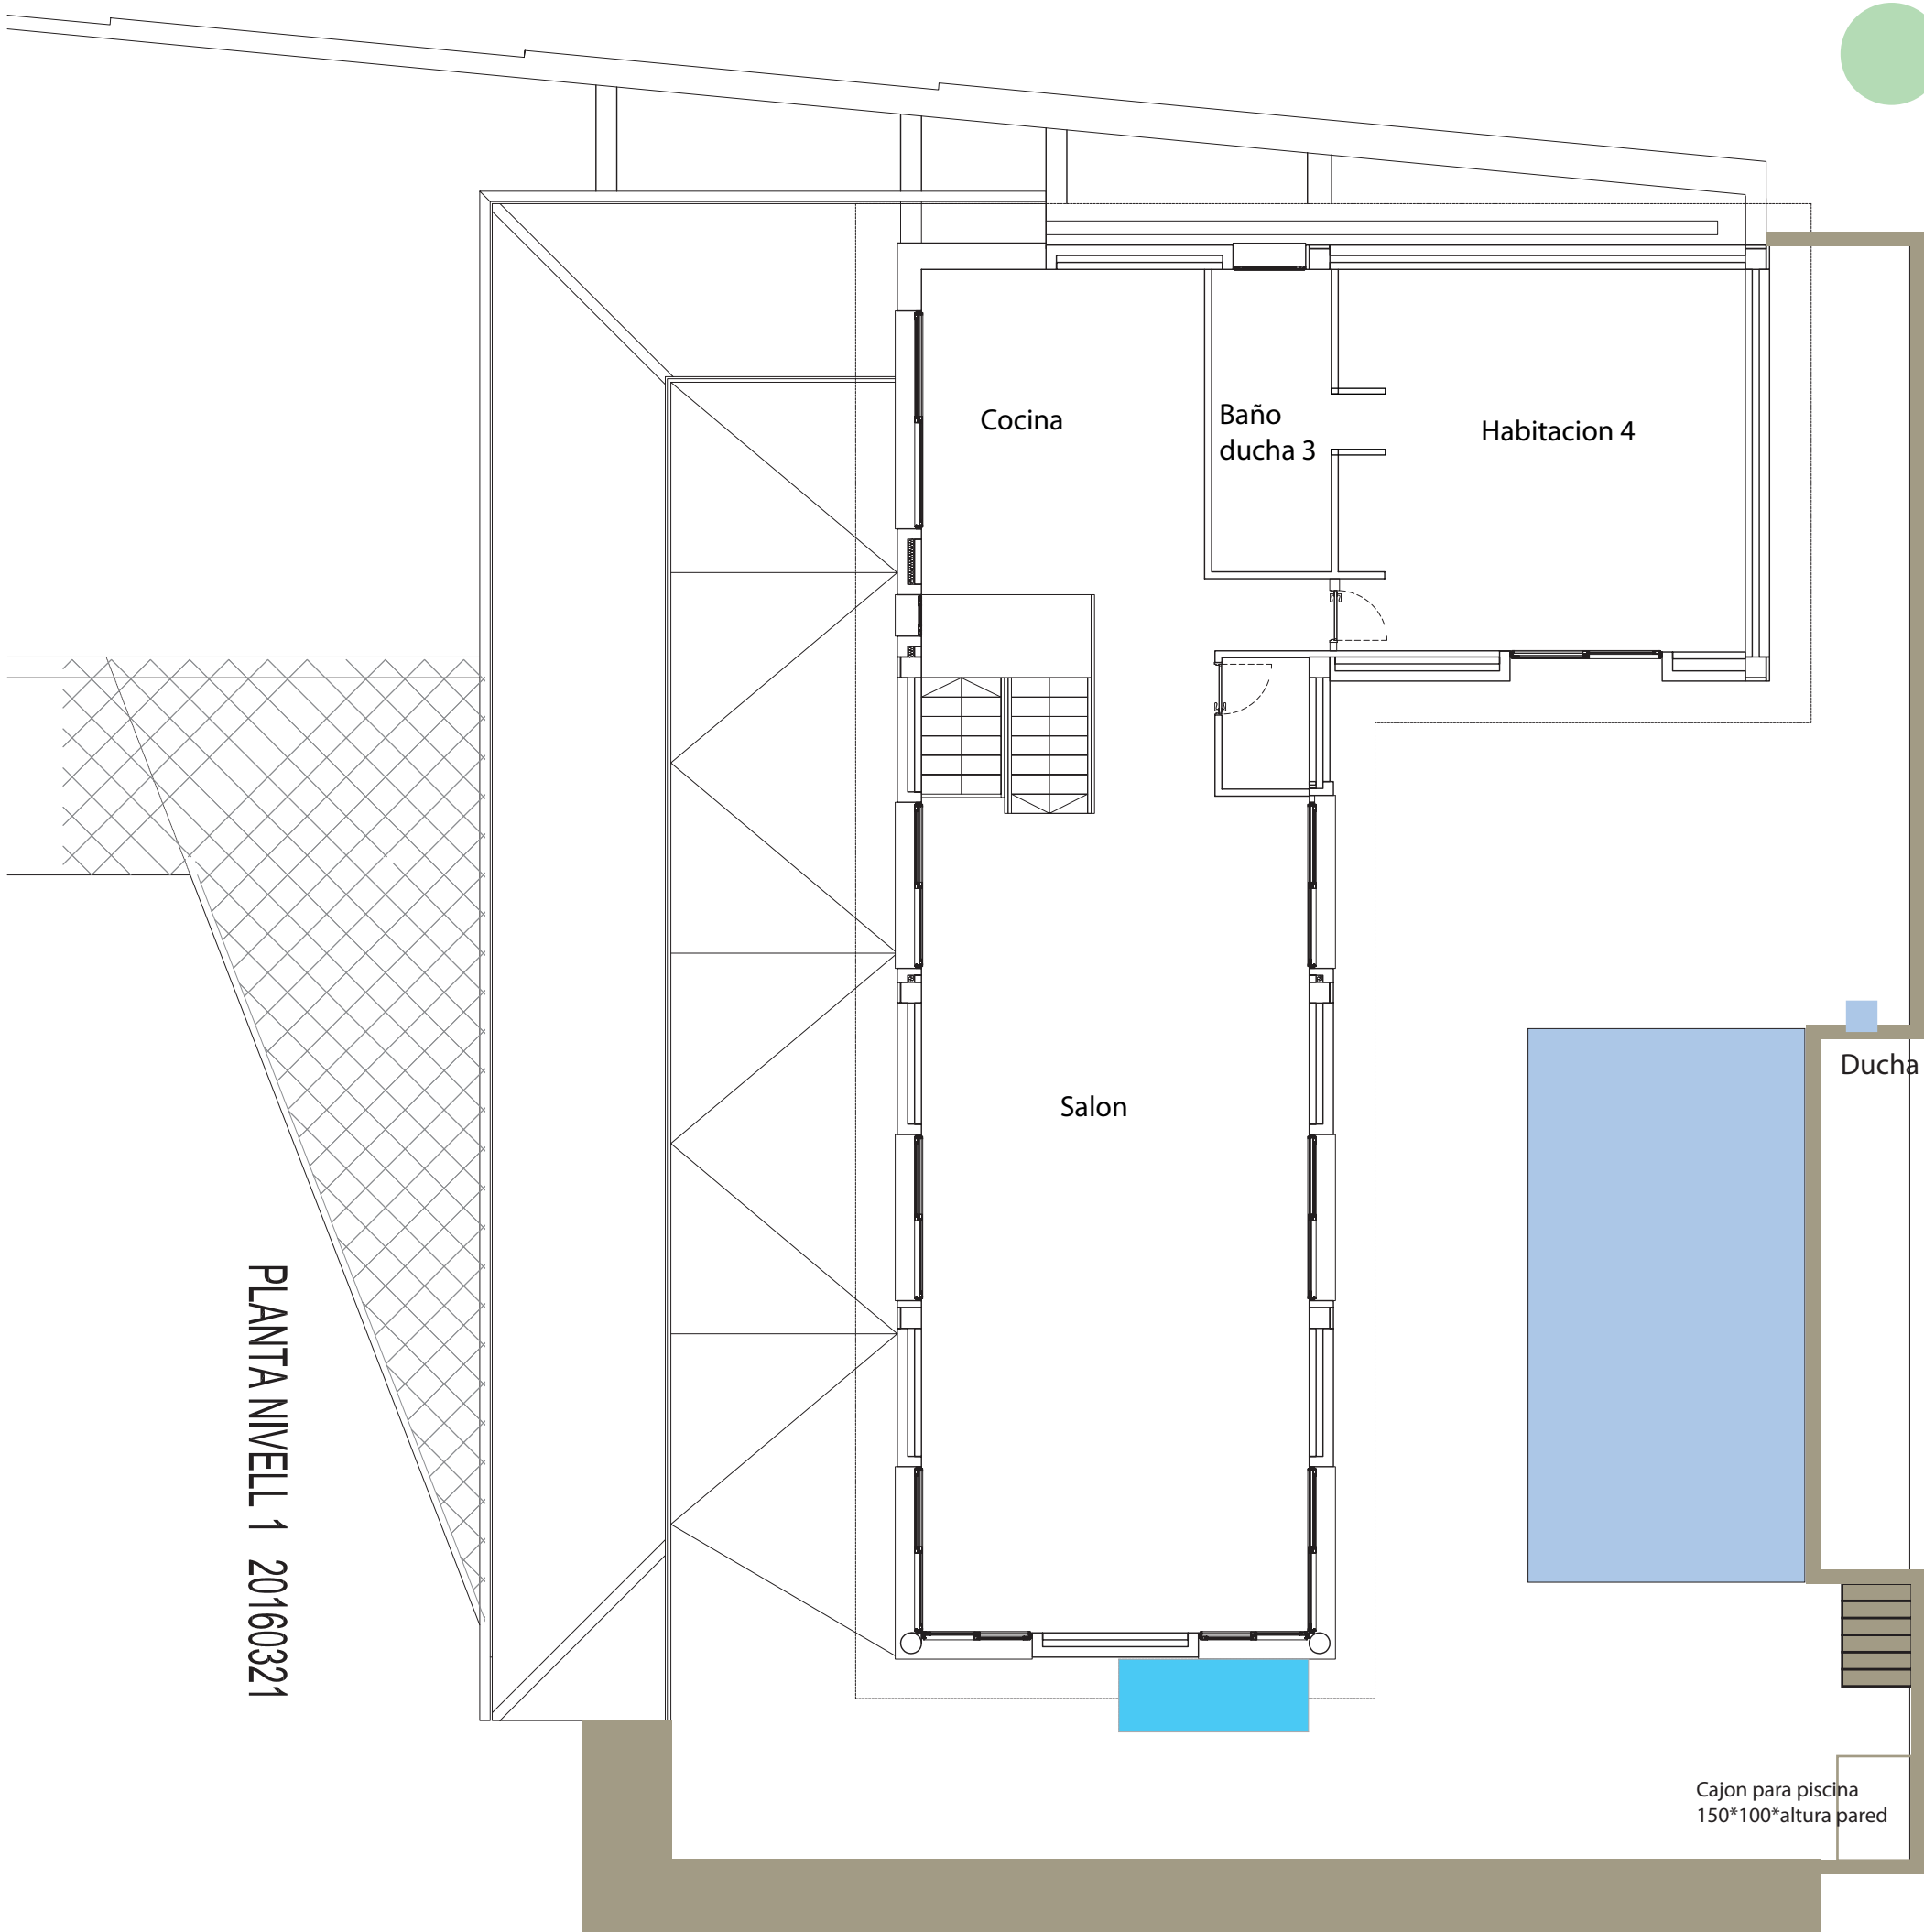 Cocina
Baño
ducha 3
Habitacion 4
Ducha
Salon
PLANTA NIVELL 1 20160321
Cajon para piscina
150*100*altura pared